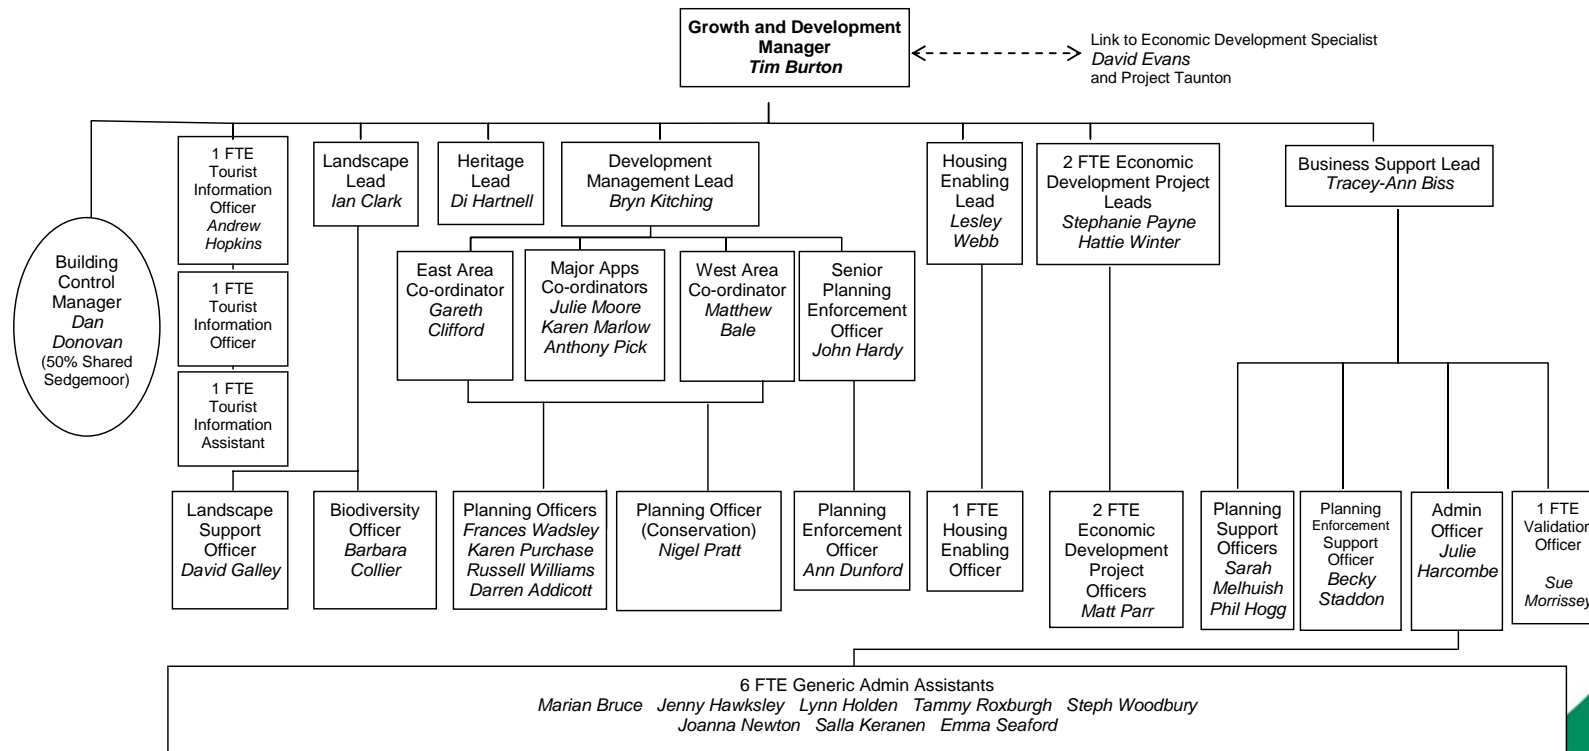 Growth and Development
Manager
Tim Burton
Link to Economic Development Specialist
David Evans
and Project Taunton
Building
Control
Manager
Dan
Donovan
(50% Shared
Sedgemoor)
1 FTE
Tourist
Information
Officer
Andrew
Hopkins
1 FTE
Tourist
Information
Officer
1 FTE
Tourist
Information
Assistant
Landscape
Lead
Ian Clark
Heritage
Lead
Di Hartnell
Development
Management Lead
Bryn Kitching
Housing
Enabling
Lead
Lesley
Webb
2 FTE Economic
Development Project
Leads
Stephanie Payne
Hattie Winter
Business Support Lead
Tracey-Ann Biss
East Area
Co-ordinator
Gareth
Clifford
Major Apps
Co-ordinators
Julie Moore
Karen Marlow
Anthony Pick
West Area
Co-ordinator
Matthew
Bale
Senior
Planning
Enforcement
Officer
John Hardy
Landscape
Support
Officer
David Galley
Biodiversity
Officer
Barbara
Collier
Planning Officers
Frances Wadsley
Karen Purchase
Russell Williams
Darren Addicott
Planning Officer
(Conservation)
Nigel Pratt
Planning
Enforcement
Officer
Ann Dunford
1 FTE
Housing
Enabling
Officer
2 FTE
Economic
Development
Project
Officers
Matt Parr
Planning
Support
Officers
Sarah
Melhuish
Phil Hogg
Planning
Enforcement
Support
Officer
Becky
Staddon
Admin
Officer
Julie
Harcombe
1 FTE
Validation
Officer
Sue
Morrissey
6 FTE Generic Admin Assistants
Marian Bruce Jenny Hawksley Lynn Holden Tammy Roxburgh Steph Woodbury
Joanna Newton Salla Keranen Emma Seaford